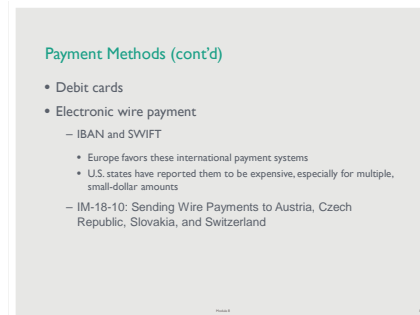 Payment Methods (cont'd)
• Debit cards
• Electronic wire payment
– IBAN and SWIFT
• Europe favors these international payment systems
• U.S. states have reported them to be expensive, especially for multiple,
small-dollar amounts
– IM-18-10: Sending Wire Payments to Austria, Czech
Republic, Slovakia, and Switzerland